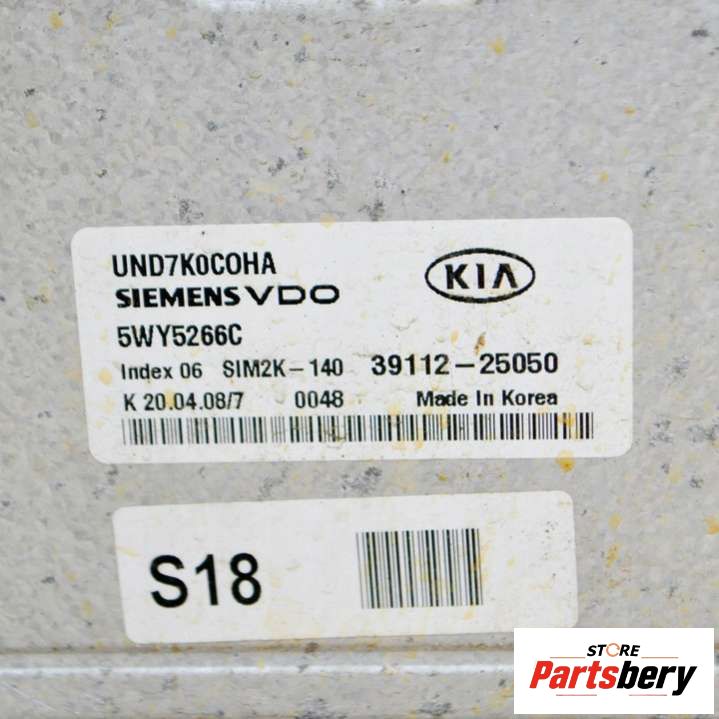 UND7K0COHA
KIA
SIEMENS VDO
5WY5266C
Index 06 SIM2K-140 39112-25050
K 20.04.08/7 0048 Made In Korea
S18
STORE
Partsbery